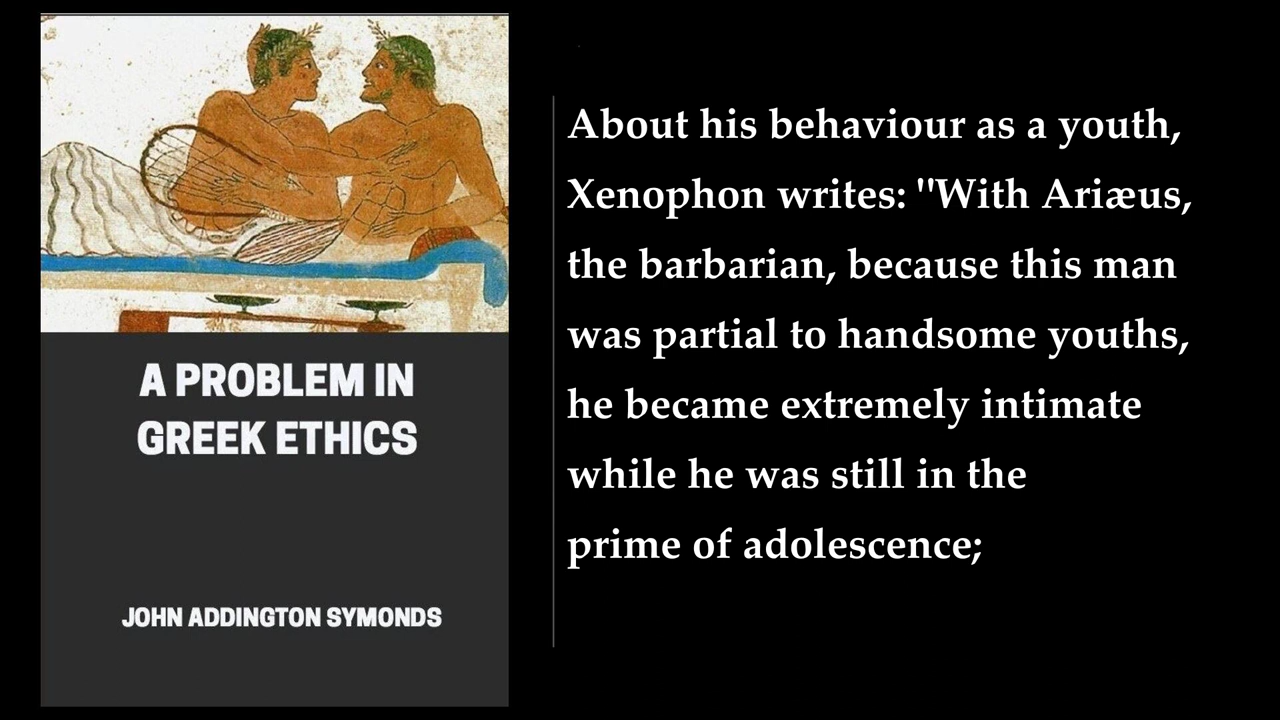 A PROBLEM IN
GREEK ETHICS
JOHN ADDINGTON SYMONDS
About his behaviour as a youth,
Xenophon writes: "With Ariæus,
the barbarian, because this man
was partial to handsome youths,
he became extremely intimate
while he was still in the
prime of adolescence;